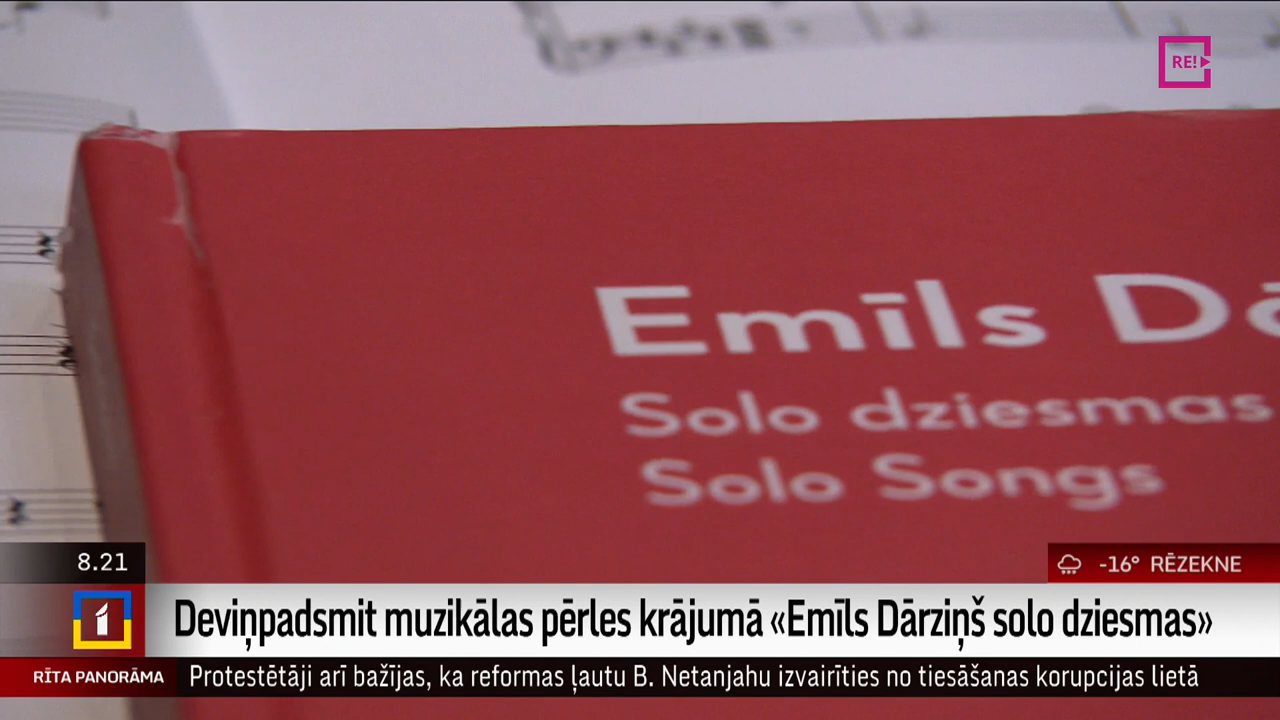 RE!
Emīls Dā
Solo dziesmas
Solo Songs
8.21
-16° RĒZEKNE
1
Deviņpadsmit muzikālas pērles krājumā «Emīls Dārziņš solo dziesmas»
RĪTA PANORĀMA
Protestētāji arī bažījas, ka reformas ļautu B. Netanjahu izvairīties no tiesāšanas korupcijas lietā